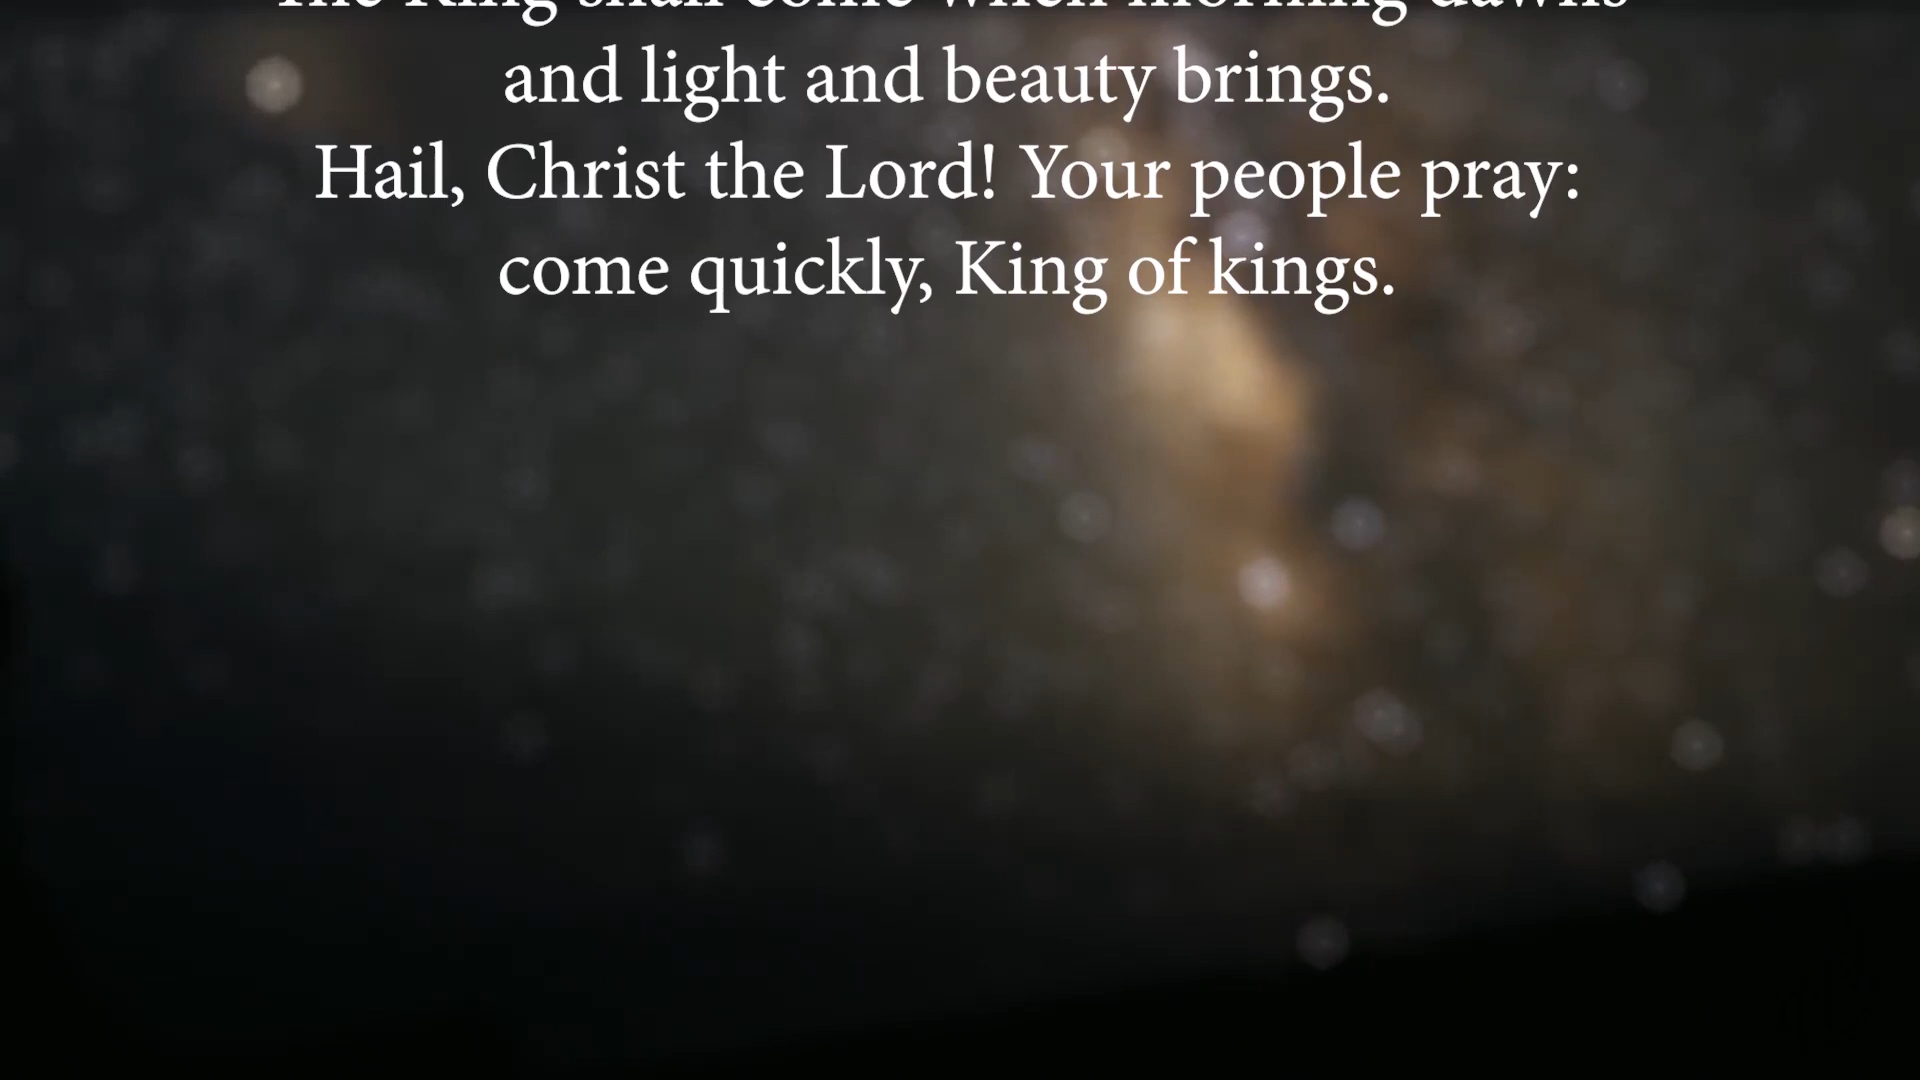 The King shall come when morning dawns
and light and beauty brings.
Hail, Christ the Lord! Your people pray:
come quickly, King of kings.